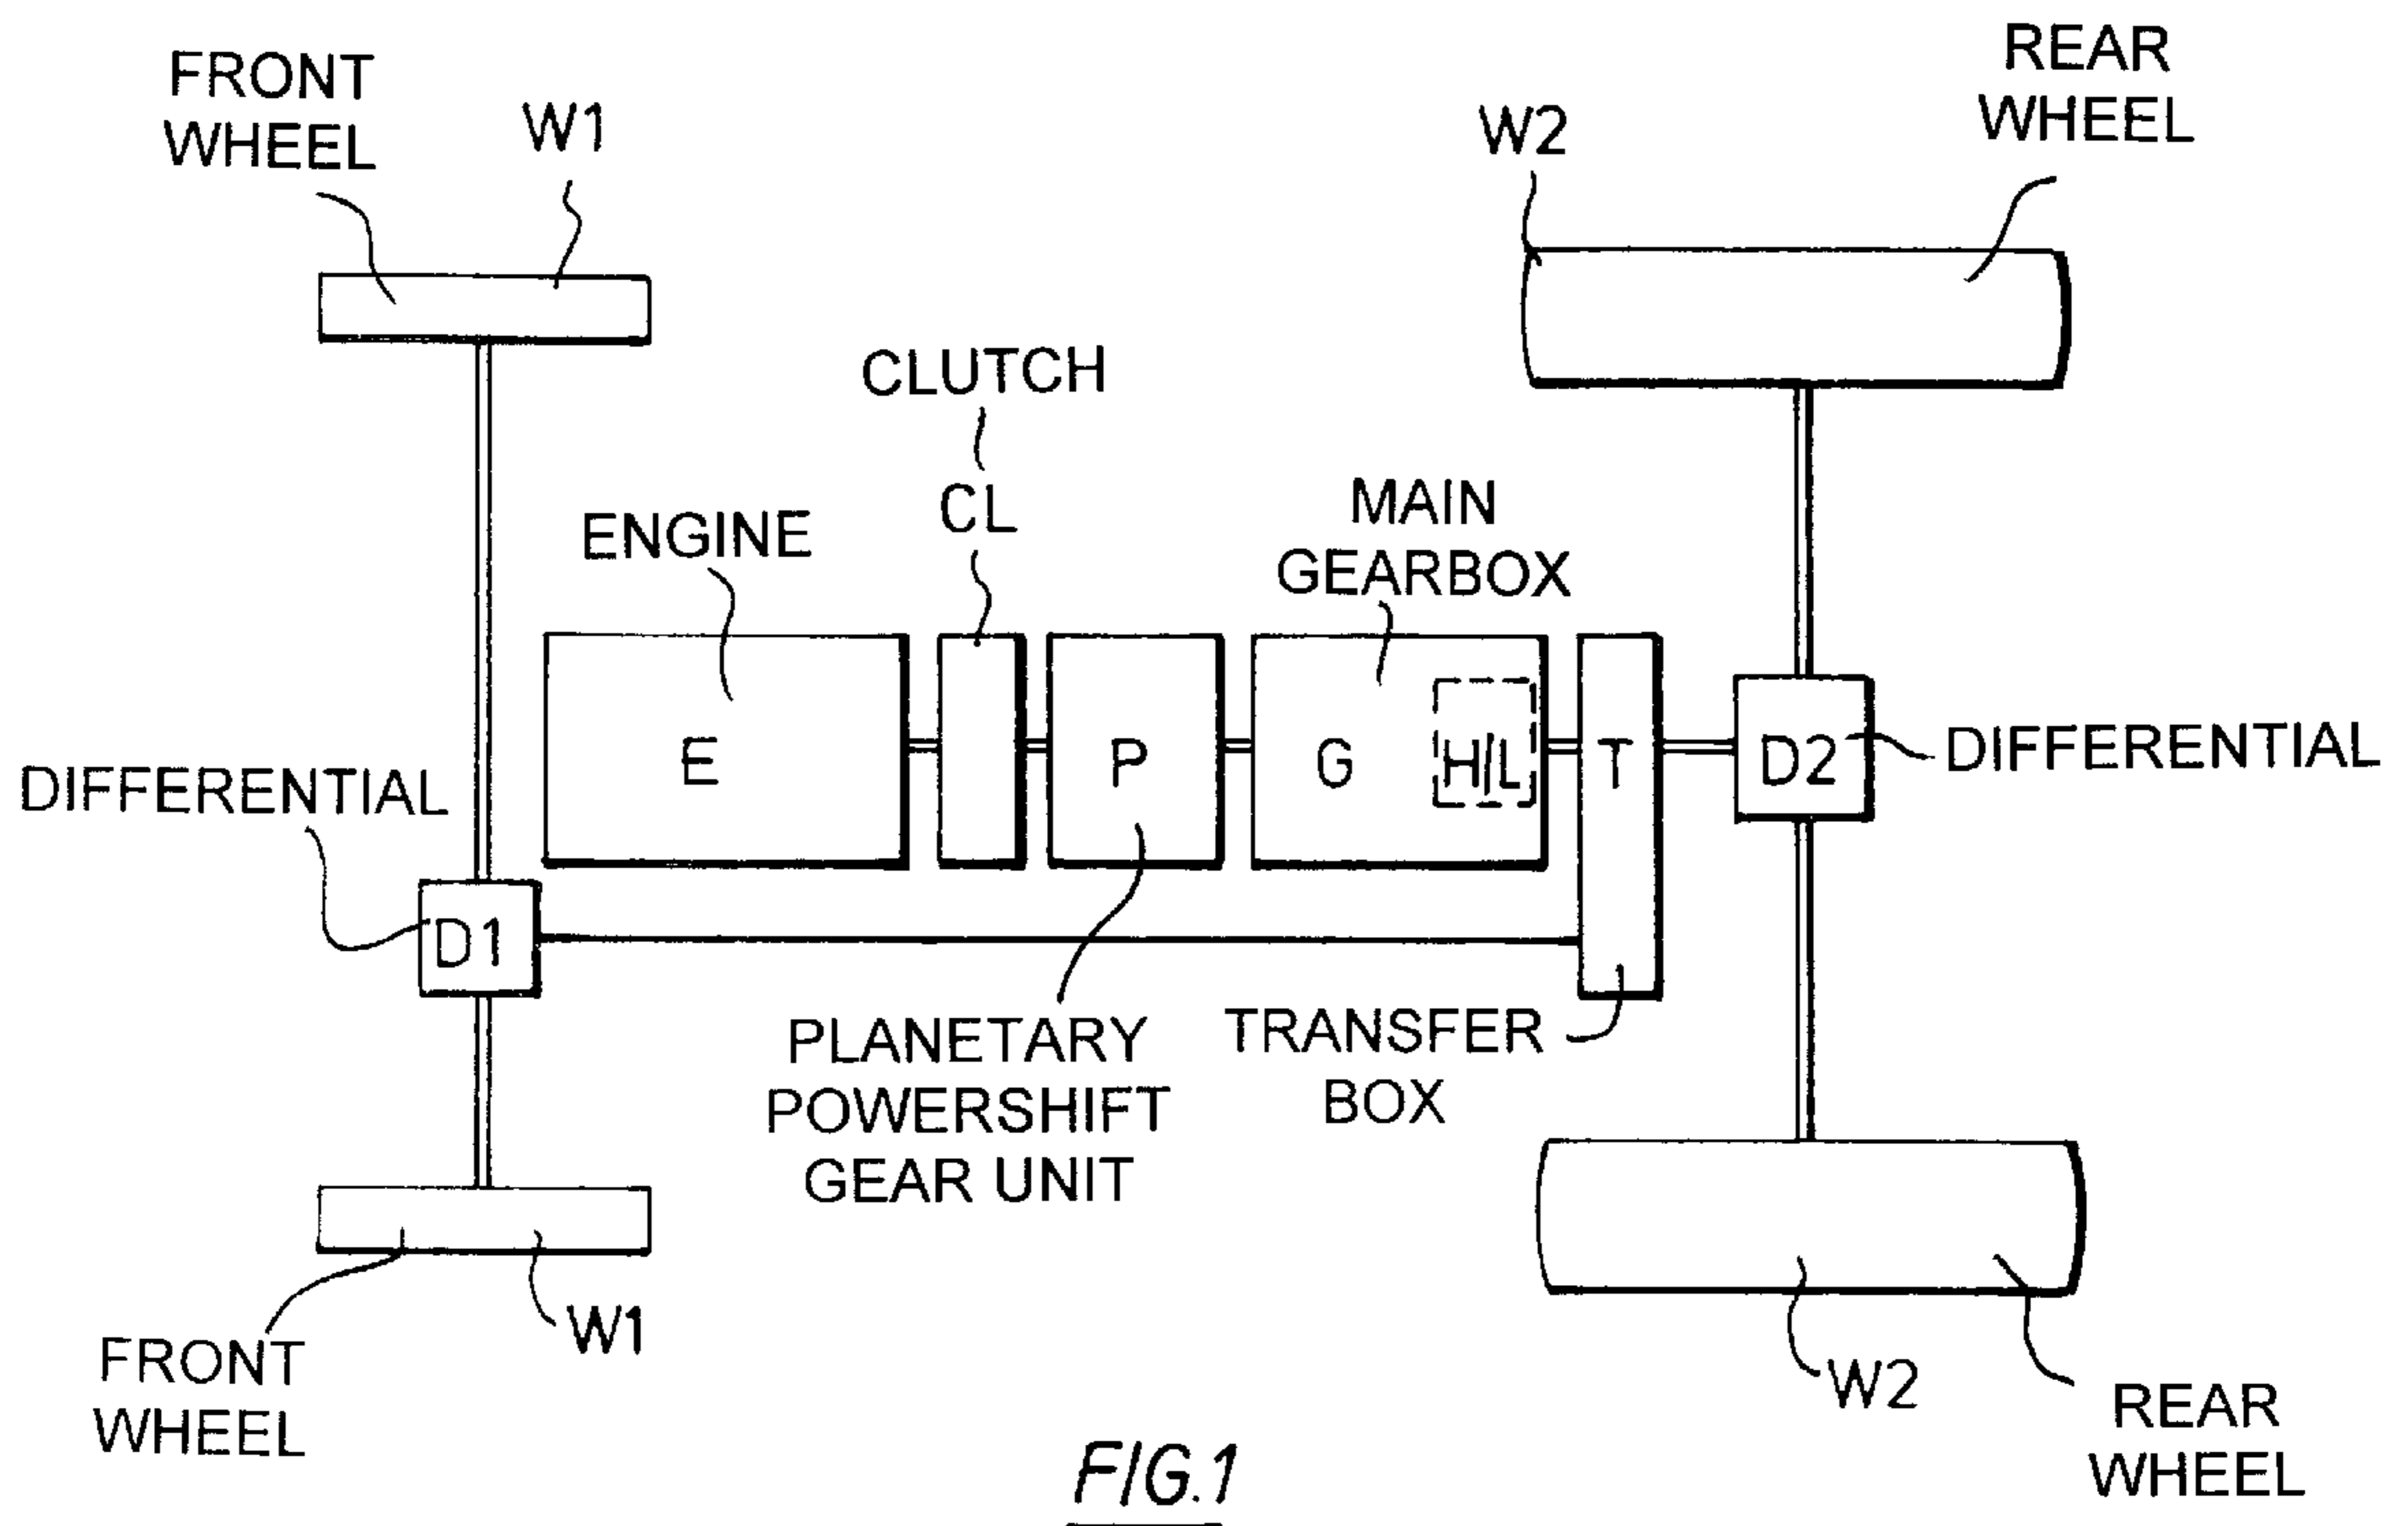 FRONT
WHEEL
W1
W2
REAR
WHEEL
CLUTCH
CL
ENGINE
MAIN
GEARBOX
E
P
G
H/L
T
D2
DIFFERENTIAL
DIFFERENTIAL
D1
PLANETARY
POWERSHIFT
GEAR UNIT
TRANSFER
BOX
FRONT
WHEEL
W1
W2
REAR
WHEEL
FIG.1